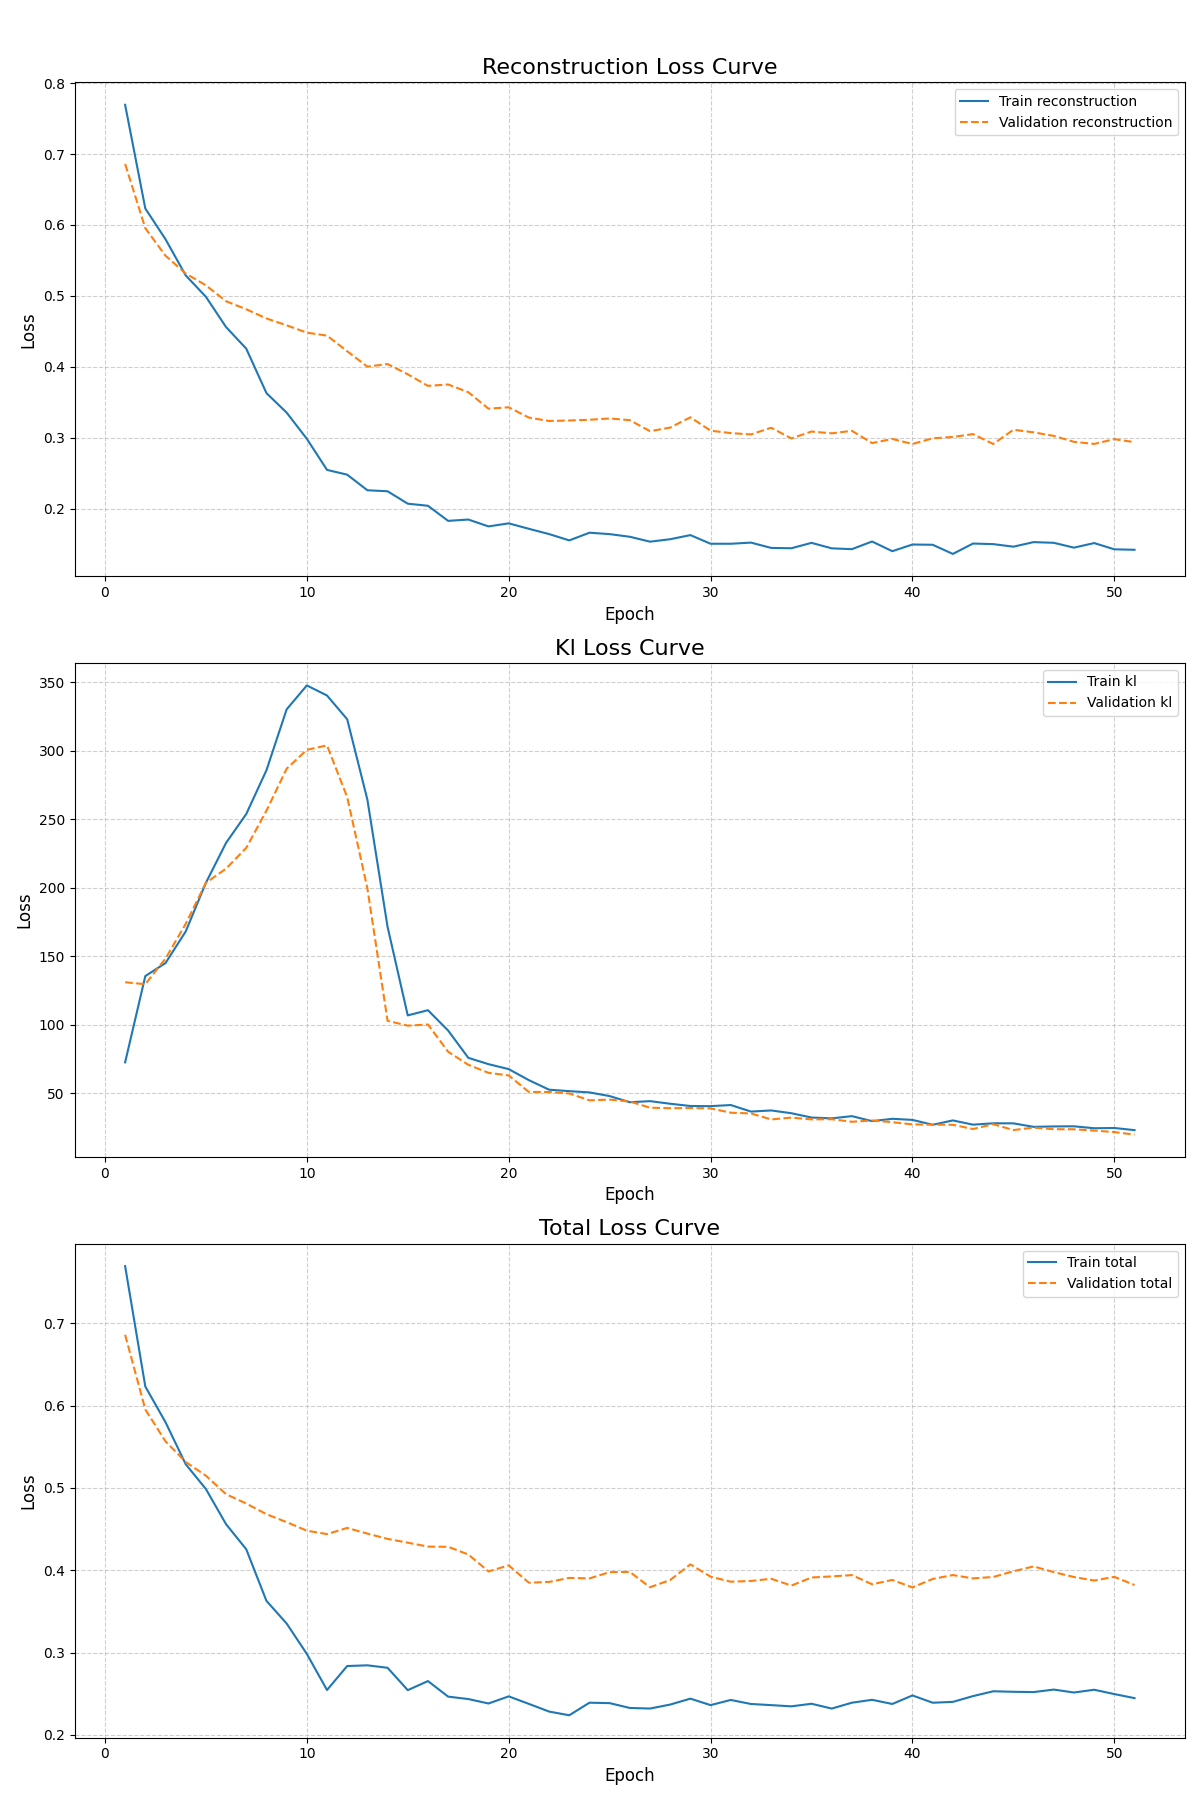 Reconstruction Loss Curve
Train reconstruction
Validation reconstruction
0.8
0.7
0.6
0.5
0.4
0.3
0.2
Loss
0 10 20 30 40 50
Epoch
Kl Loss Curve
Train kl
Validation kl
350
300
250
200
150
100
50
Loss
0 10 20 30 40 50
Epoch
Total Loss Curve
Train total
Validation total
0.7
0.6
0.5
0.4
0.3
0.2
Loss
0 10 20 30 40 50
Epoch